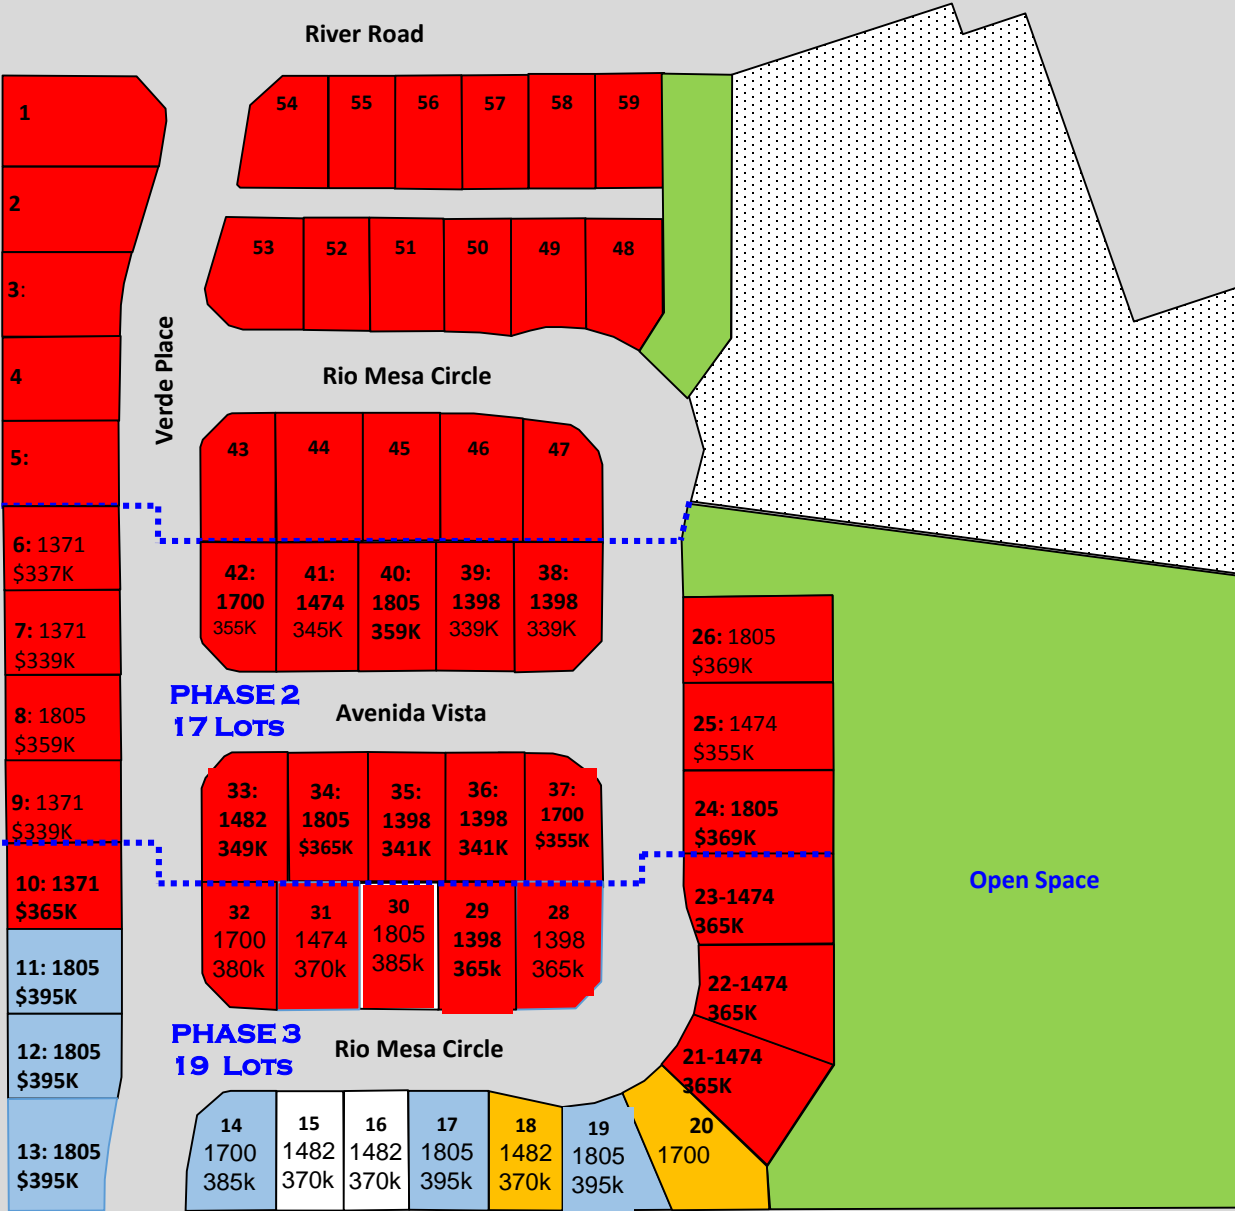 River Road
1
54
55
56
57
58
59
2
53
52
51
50
49
48
3:
Verde Place
Rio Mesa Circle
4
5:
43
44
45
46
47
6: 1371
$337K
42:
1700
355K
41:
1474
345K
40:
1805
359K
39:
1398
339K
38:
1398
339K
7: 1371
$339K
26: 1805
$369K
8: 1805
$359K
PHASE 2
17 LOTS
Avenida Vista
25: 1474
$355K
9: 1371
$339K
33:
1482
349K
34:
1805
$365K
35:
1398
341K
36:
1398
341K
37:
1700
$355K
24: 1805
$369K
10: 1371
$365K
32
1700
380k
31
1474
370k
30
1805
385k
29
1398
365k
28
1398
365k
23-1474
365K
Open Space
11: 1805
$395K
22-1474
365K
PHASE 3
19 LOTS
Rio Mesa Circle
12: 1805
$395K
21-1474
365K
13: 1805
$395K
14
1700
385k
15
1482
370k
16
1482
370k
17
1805
395k
18
1482
370k
19
1805
395k
20
1700